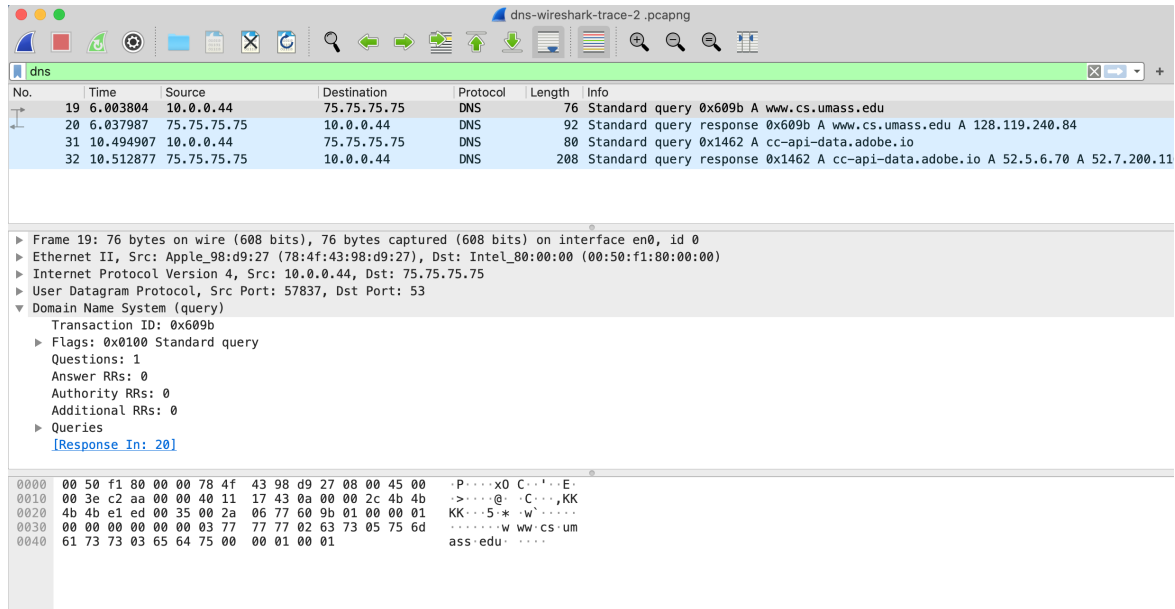 dns-wireshark-trace-2 .pcapng
dns
No. Time Source Destination Protocol Length Info
19 6.003804 10.0.0.44 75.75.75.75 DNS 76 Standard query 0x609b A www.cs.umass.edu
20 6.037987 75.75.75.75 10.0.0.44 DNS 92 Standard query response 0x609b A www.cs.umass.edu A 128.119.240.84
31 10.494907 10.0.0.44 75.75.75.75 DNS 80 Standard query 0x1462 A cc-api-data.adobe.io
32 10.512877 75.75.75.75 10.0.0.44 DNS 208 Standard query response 0x1462 A cc-api-data.adobe.io A 52.5.6.70 A 52.7.200.11
Frame 19: 76 bytes on wire (608 bits), 76 bytes captured (608 bits) on interface en0, id 0
Ethernet II, Src: Apple_98:d9:27 (78:4f:43:98:d9:27), Dst: Intel_80:00:00 (00:50:f1:80:00:00)
Internet Protocol Version 4, Src: 10.0.0.44, Dst: 75.75.75.75
User Datagram Protocol, Src Port: 57837, Dst Port: 53
Domain Name System (query)
Transaction ID: 0x609b
Flags: 0x0100 Standard query
Questions: 1
Answer RRs: 0
Authority RRs: 0
Additional RRs: 0
Queries
[Response In: 20]
0000 00 50 f1 80 00 00 78 4f 43 98 d9 27 08 00 45 00 ·P····xO C··'··E·
0010 00 3e c2 aa 00 00 40 11 17 43 0a 00 00 2c 4b 4b ·>····@· ·C···,KK
0020 4b 4b e1 ed 00 35 00 2a 06 77 60 9b 01 00 00 01 KK···5·* ·w`·····
0030 00 00 00 00 00 00 03 77 77 77 02 63 73 05 75 6d ·······w ww·cs·um
0040 61 73 73 03 65 64 75 00 00 01 00 01 ass·edu· ····